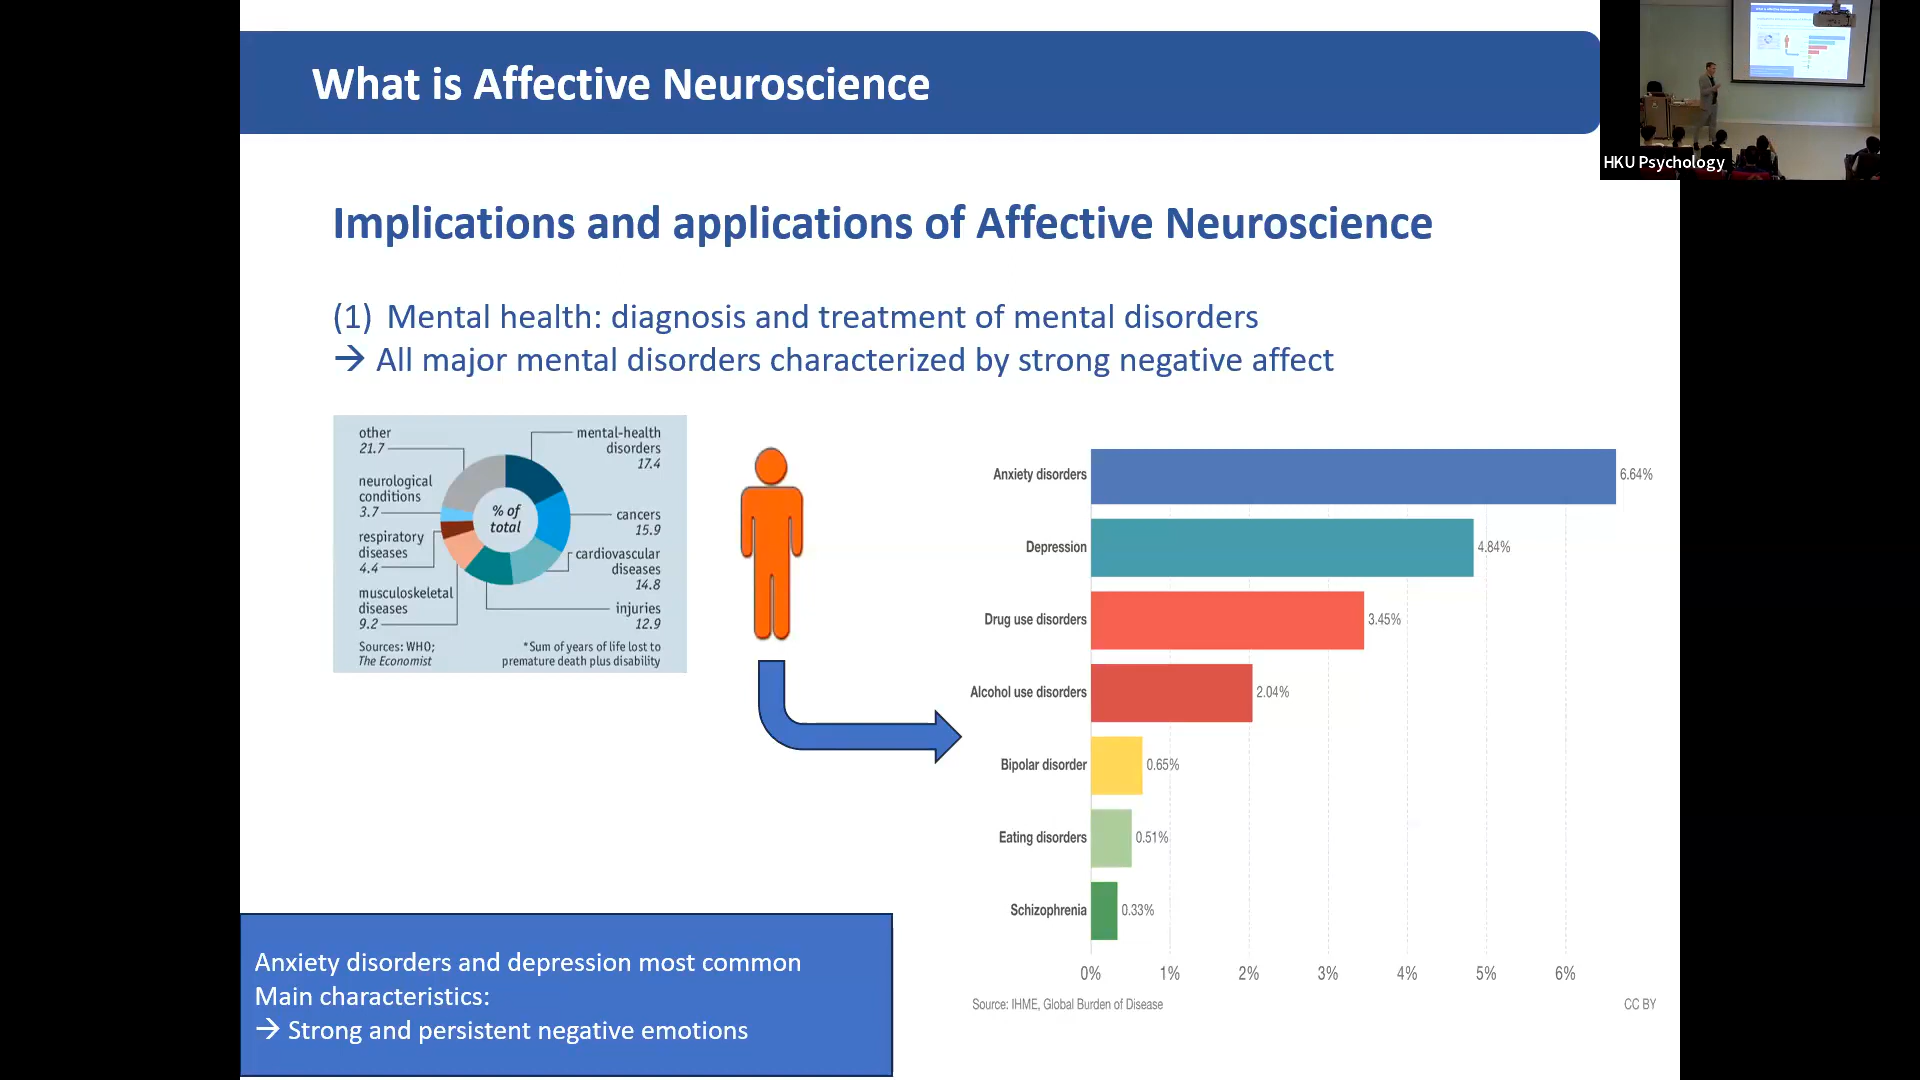 What is Affective Neuroscience
HKU Psychology
Implications and applications of Affective Neuroscience
(1) Mental health: diagnosis and treatment of mental disorders
→ All major mental disorders characterized by strong negative affect
other
21.7
neurological
conditions
3.7
respiratory
diseases
4.4
musculoskeletal
diseases
9.2
% of
total
mental-health
disorders
17.4
cancers
15.9
cardiovascular
diseases
14.8
injuries
12.9
Sources: WHO;
The Economist
*Sum of years of life lost to
premature death plus disability
Anxiety disorders 6.64%
Depression 4.84%
Drug use disorders 3.45%
Alcohol use disorders 2.04%
Bipolar disorder 0.65%
Eating disorders 0.51%
Schizophrenia 0.33%
0% 1% 2% 3% 4% 5% 6%
Source: IHME, Global Burden of Disease CC BY
Anxiety disorders and depression most common
Main characteristics:
→ Strong and persistent negative emotions